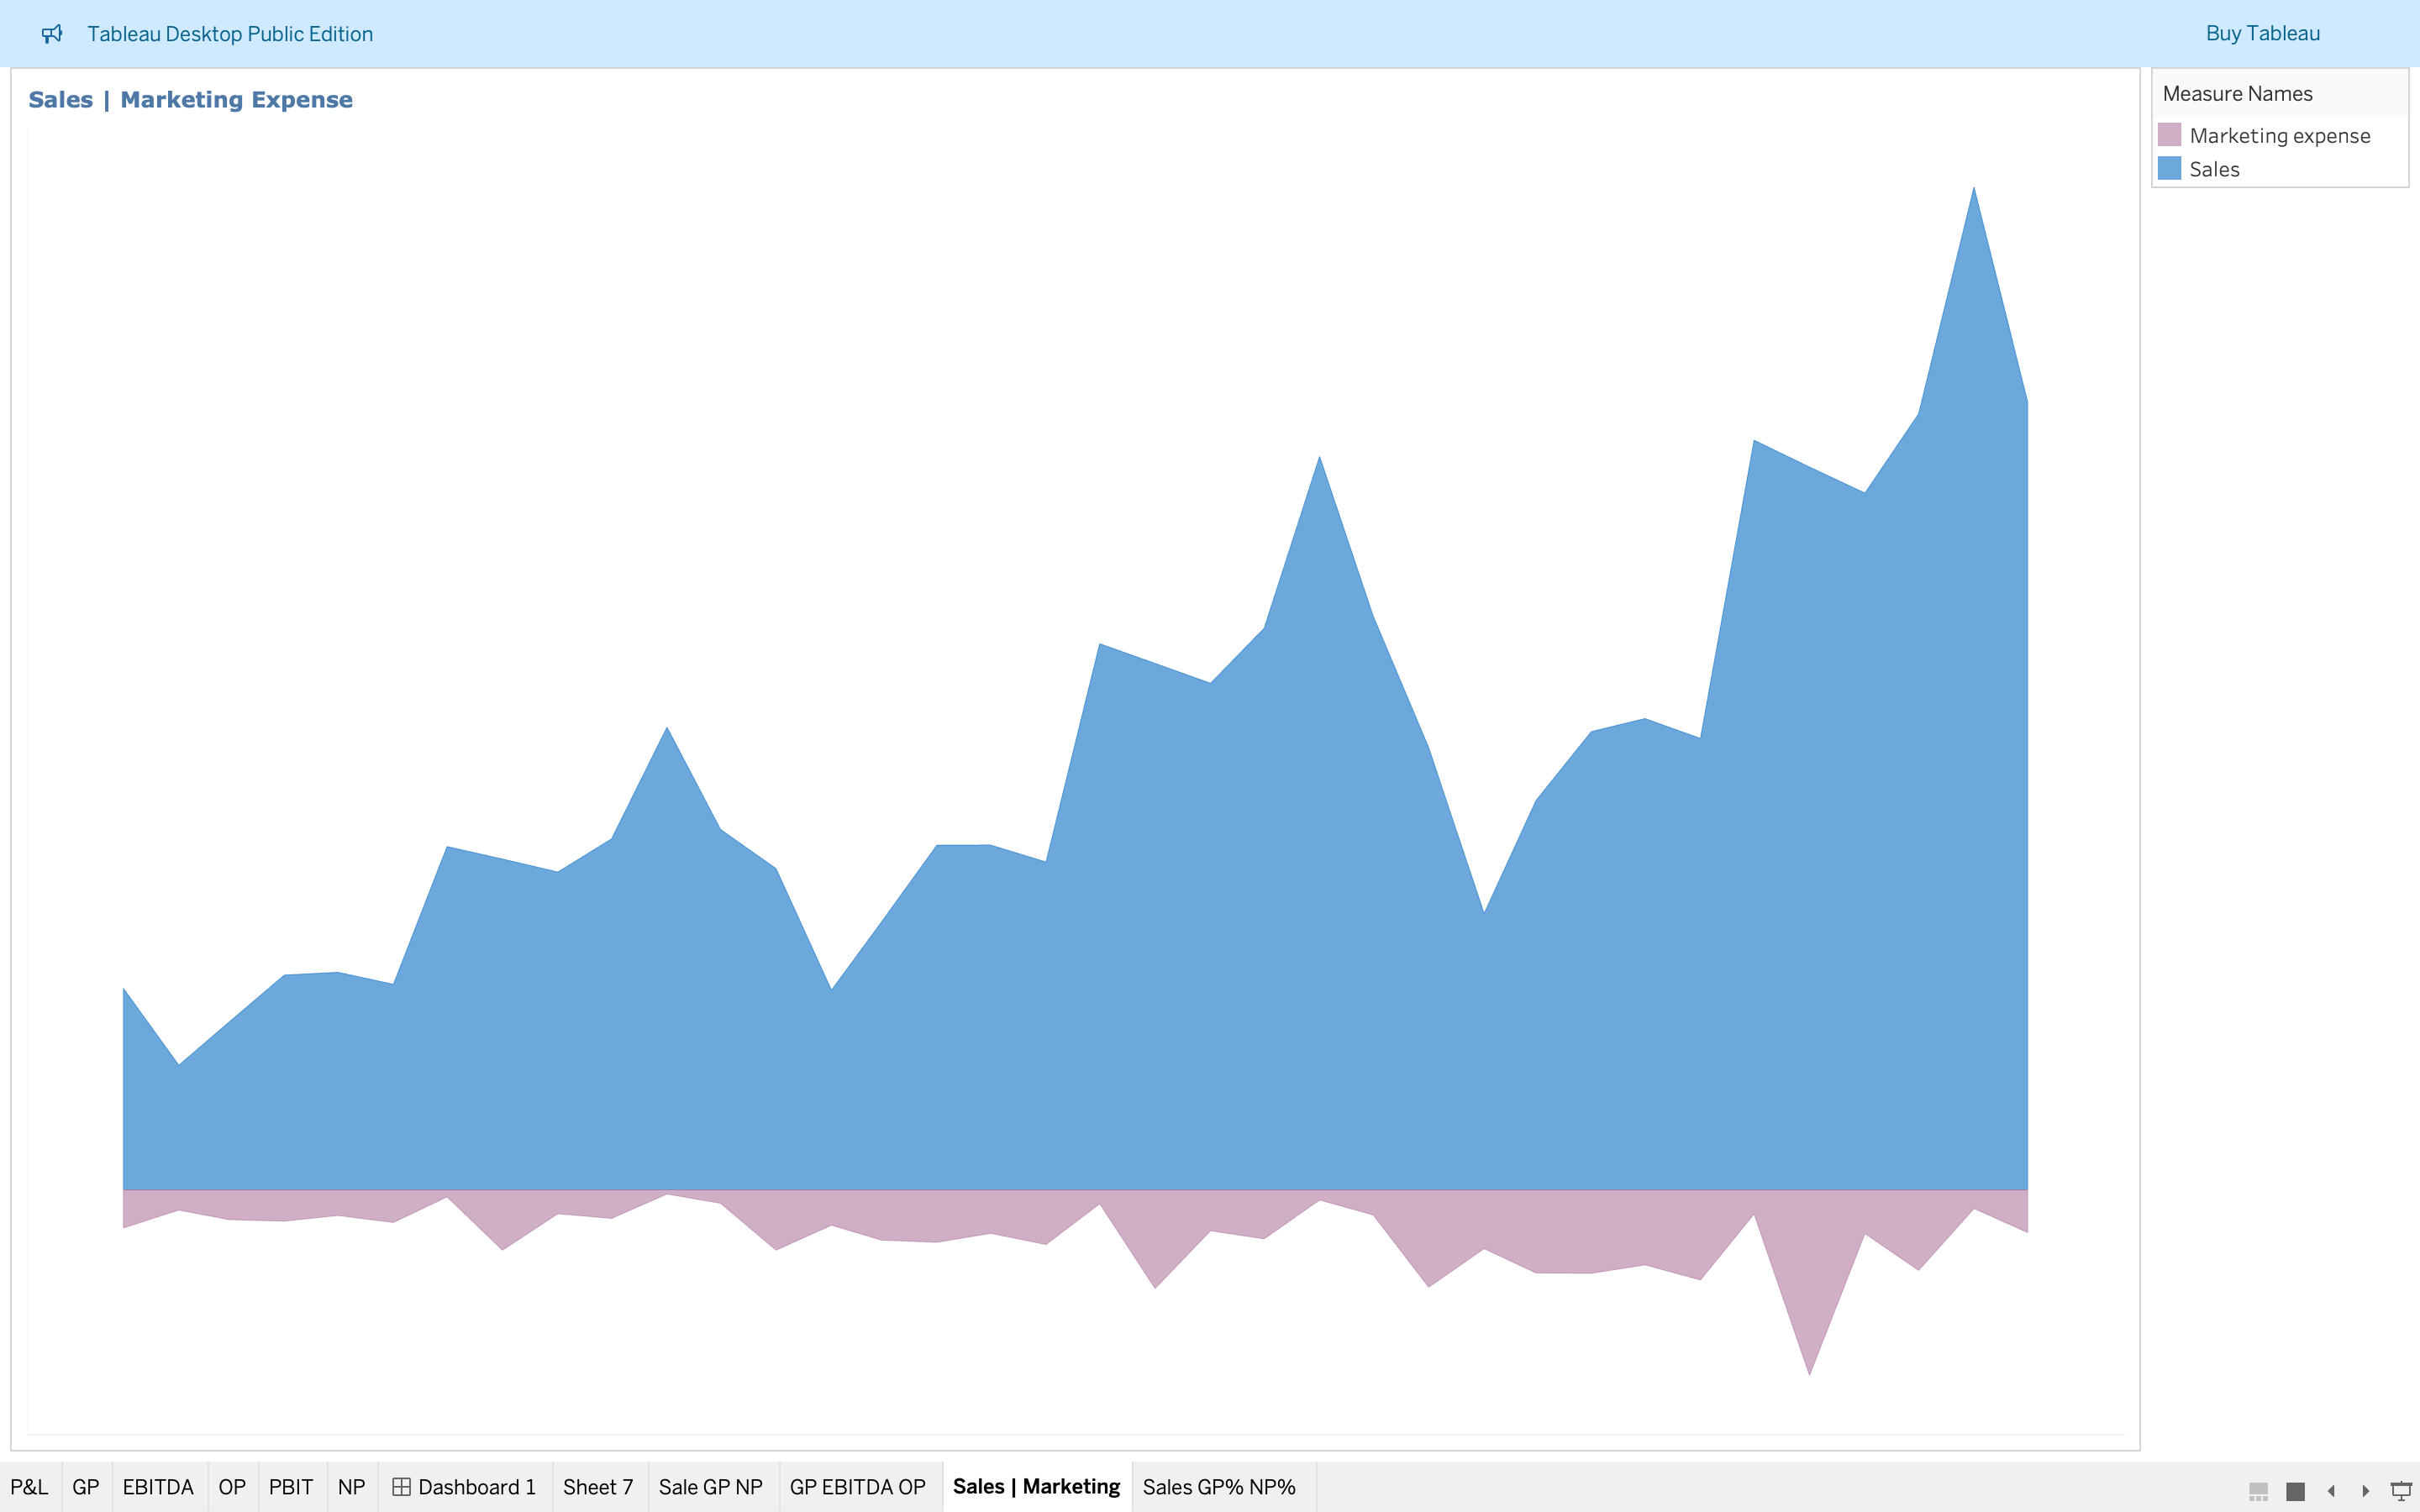 Tableau Desktop Public Edition
Buy Tableau
Sales | Marketing Expense
Measure Names
Marketing expense
Sales
P&L GP EBITDA OP PBIT NP Dashboard 1 Sheet 7 Sale GP NP GP EBITDA OP Sales | Marketing Sales GP% NP%